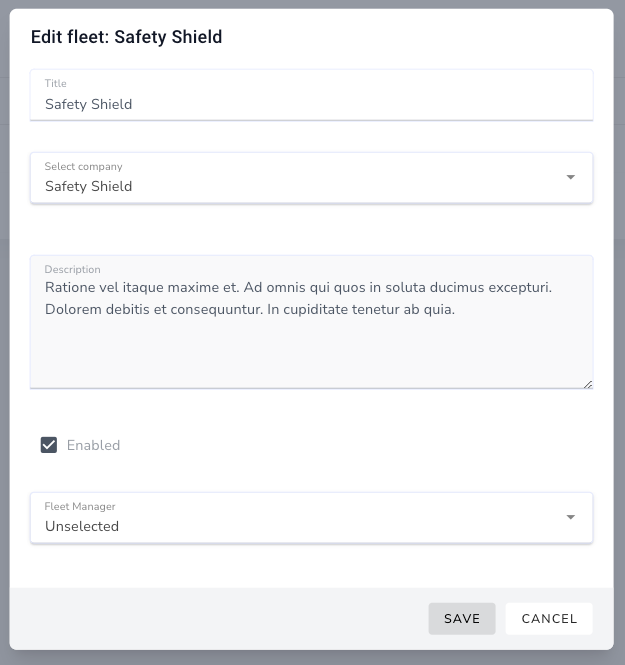 Edit fleet: Safety Shield
Title
Safety Shield
Select company
Safety Shield
Description
Ratione vel itaque maxime et. Ad omnis qui quos in soluta ducimus excepturi.
Dolorem debitis et consequuntur. In cupiditate tenetur ab quia.
Enabled
Fleet Manager
Unselected
SAVE CANCEL